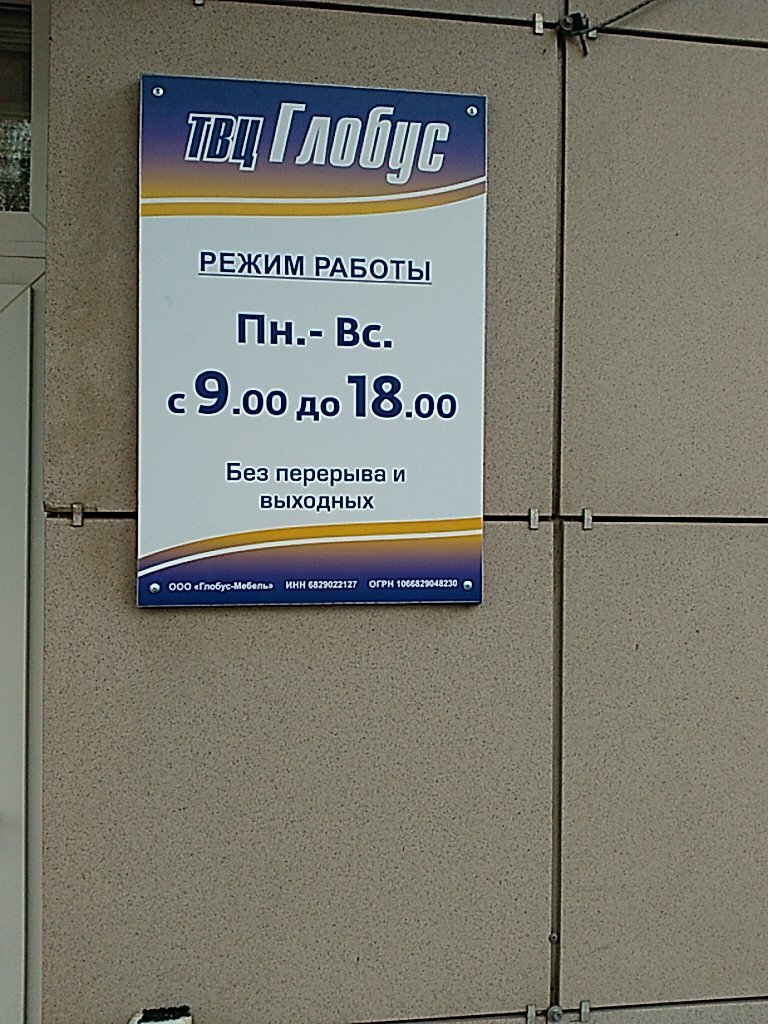 ТВЦ Глобус
РЕЖИМ РАБОТЫ
Пн.- Вс.
с 9.00 до 18.00
Без перерыва и
выходных
ООО «Глобус-Мебель» ИНН 6829022127 ОГРН 1066829048230